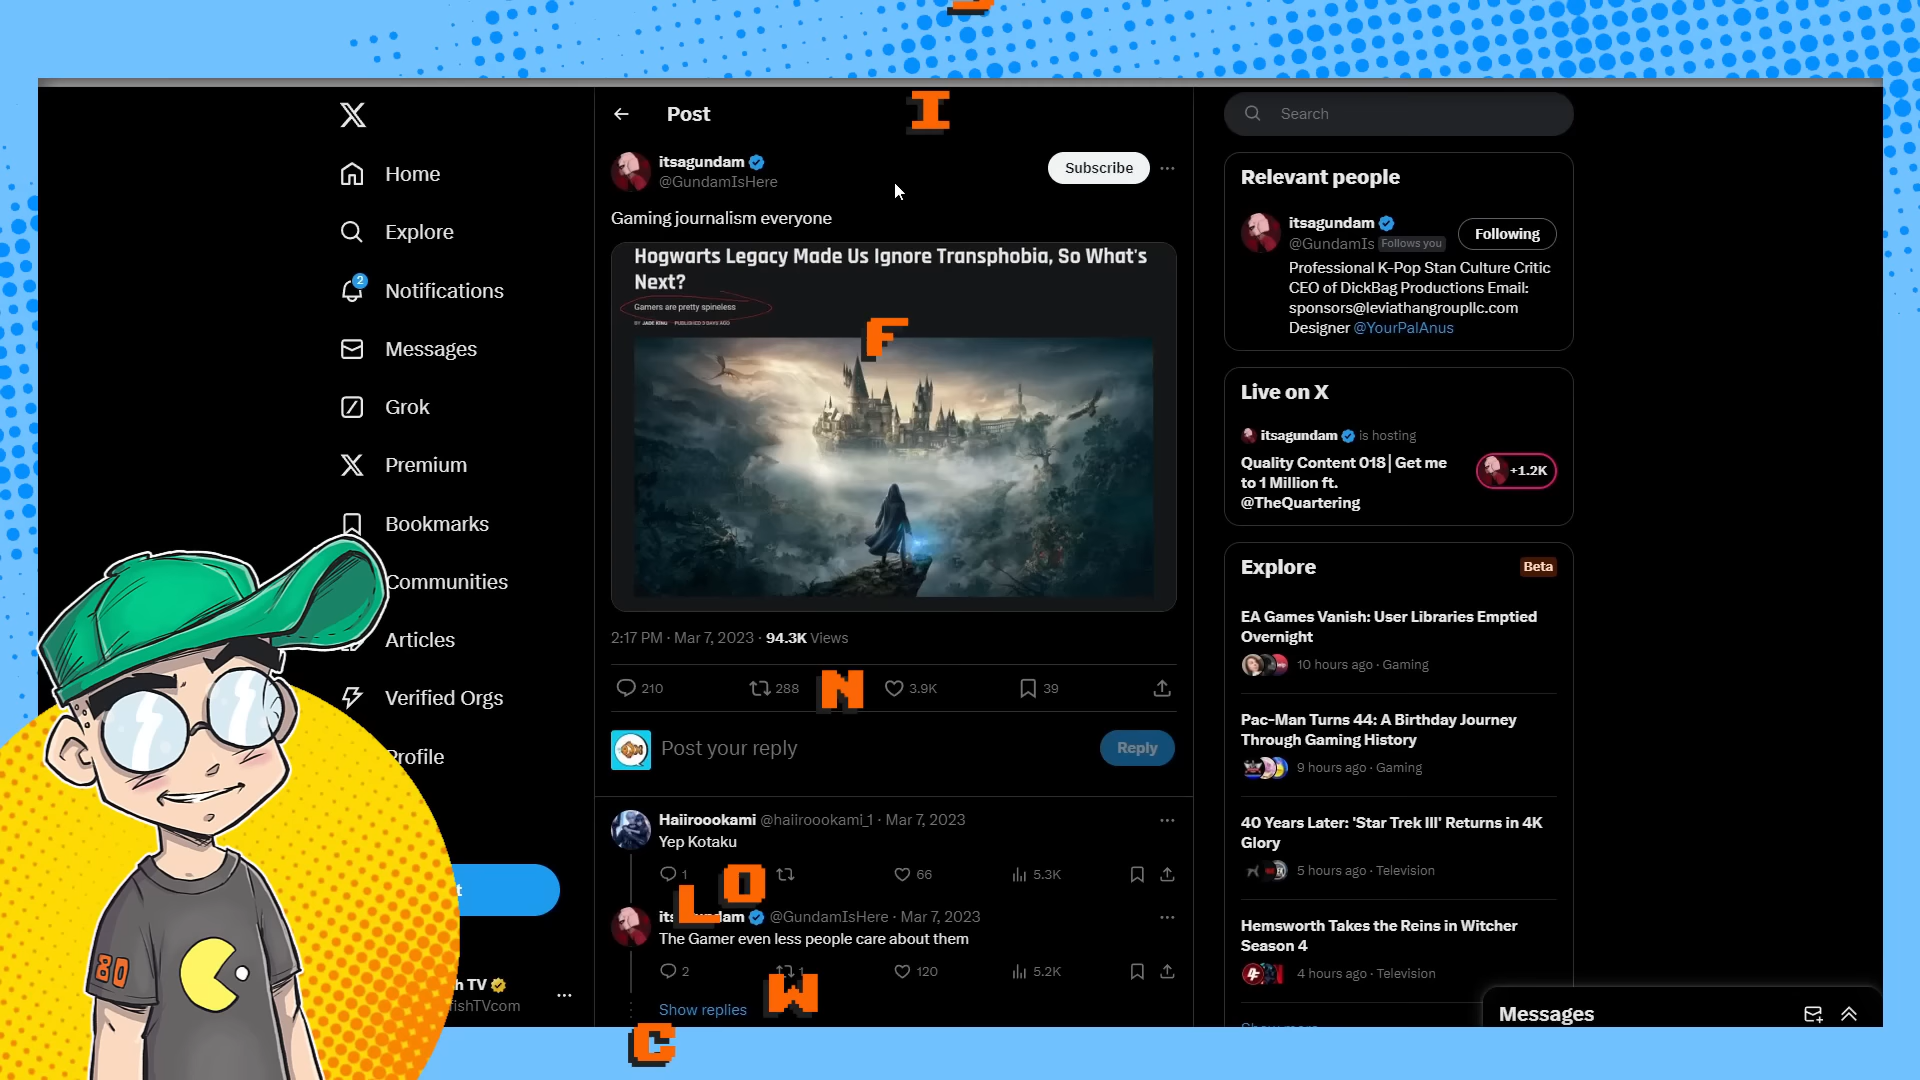 X
Home
Explore
2
Notifications
Messages
Grok
Premium
Bookmarks
Communities
Articles
Verified Orgs
Profile
t
h TV
fishTVcom
80
Post
itsagundam
@GundamIsHere
Subscribe
Gaming journalism everyone
Hogwarts Legacy Made Us Ignore Transphobia, So What's
Next?
Gamers are pretty spineless
BY JADE KING PUBLISHED 3 DAYS AGO
2:17 PM · Mar 7, 2023 · 94.3K Views
210 288 3.9K 39
Post your reply
Reply
Haiiroookami @haiiroookami_1 · Mar 7, 2023
Yep Kotaku
1 66 5.3K
itsagundam @GundamIsHere · Mar 7, 2023
The Gamer even less people care about them
2 1 120 5.2K
Show replies
I
F
N
O
L
W
C
Search
Relevant people
itsagundam
@GundamIs Follows you
Following
Professional K-Pop Stan Culture Critic
CEO of DickBag Productions Email:
sponsors@leviathangroupllc.com
Designer @YourPalAnus
Live on X
itsagundam is hosting
Quality Content 018| Get me
to 1 Million ft.
@TheQuartering
+1.2K
Explore
Beta
EA Games Vanish: User Libraries Emptied
Overnight
10 hours ago · Gaming
Pac-Man Turns 44: A Birthday Journey
Through Gaming History
9 hours ago · Gaming
40 Years Later: 'Star Trek III' Returns in 4K
Glory
5 hours ago · Television
Hemsworth Takes the Reins in Witcher
Season 4
4 hours ago · Television
Messages